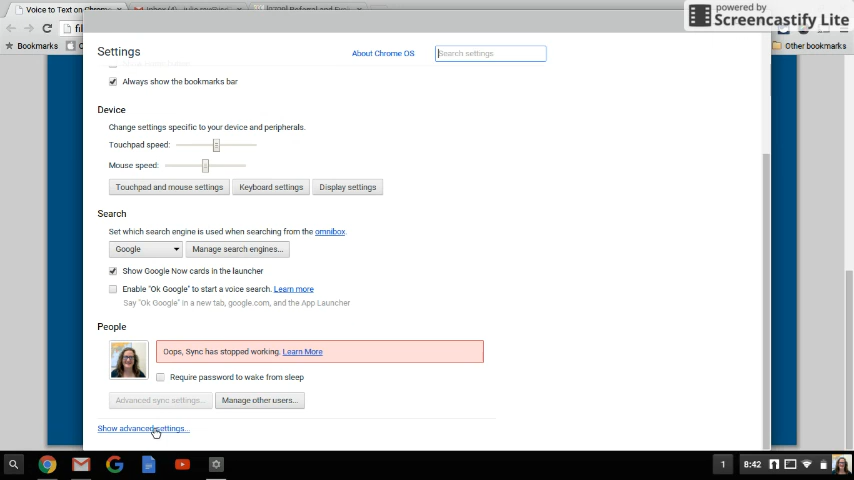 Voice to Text on Chrom
Inbox (4) - julie.
powered by
Screencastify Lite
Bookmarks
Other bookmarks
Settings
About Chrome OS
Search settings
Always show the bookmarks bar
Device
Change settings specific to your device and peripherals.
Touchpad speed:
Mouse speed:
Touchpad and mouse settings
Keyboard settings
Display settings
Search
Set which search engine is used when searching from the omnibox.
Google
Manage search engines...
Show Google Now cards in the launcher
Enable "Ok Google" to start a voice search. Learn more
Say "Ok Google" in a new tab, google.com, and the App Launcher
People
Oops, Sync has stopped working. Learn More
Require password to wake from sleep
Advanced sync settings...
Manage other users...
Show advanced settings...
1
8:42